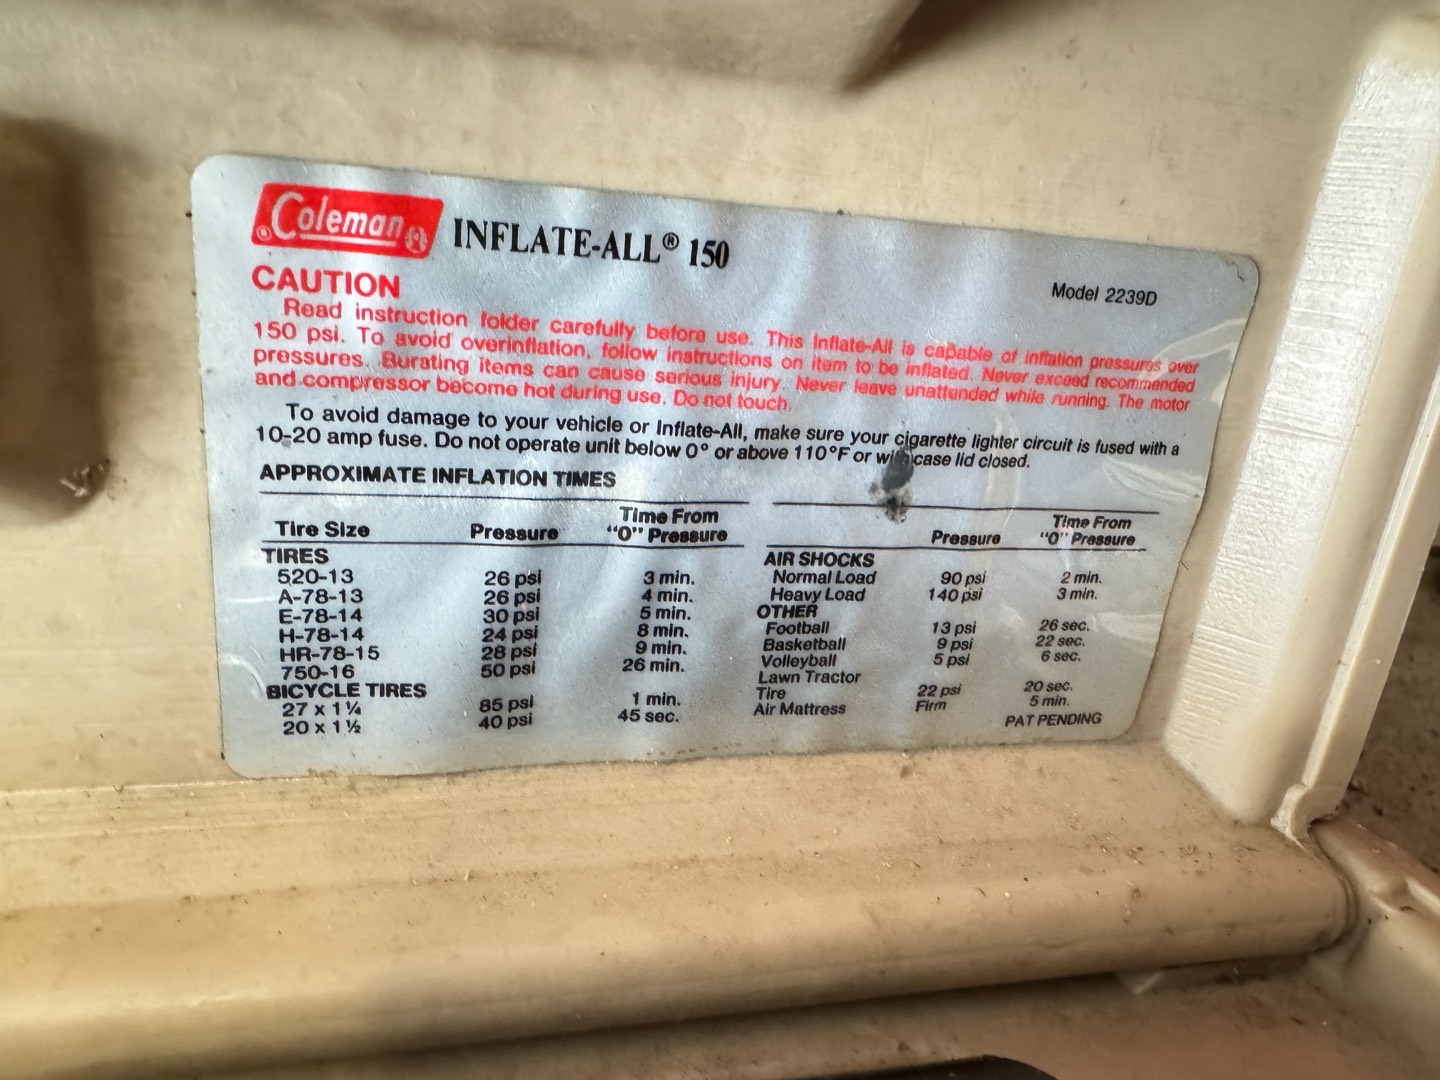 Coleman® INFLATE-ALL® 150
Model 2239D
CAUTION
Read instruction folder carefully before use. This Inflate-All is capable of inflation pressures over
150 psi. To avoid overinflation, follow instructions on item to be inflated. Never exceed recommended
pressures. Bursting items can cause serious injury. Never leave unattended while running. The motor
and compressor become hot during use. Do not touch.
To avoid damage to your vehicle or Inflate-All, make sure your cigarette lighter circuit is fused with a
10-20 amp fuse. Do not operate unit below 0° or above 110°F or with case lid closed.
APPROXIMATE INFLATION TIMES
Tire Size Pressure Time From "O" Pressure
TIRES
520-13 26 psi 3 min.
A-78-13 26 psi 4 min.
E-78-14 30 psi 5 min.
H-78-14 24 psi 8 min.
HR-78-15 28 psi 9 min.
750-16 50 psi 26 min.
BICYCLE TIRES
27 x 1¼ 85 psi 1 min.
20 x 1½ 40 psi 45 sec.
Pressure Time From "O" Pressure
AIR SHOCKS
Normal Load 90 psi 2 min.
Heavy Load 140 psi 3 min.
OTHER
Football 13 psi 26 sec.
Basketball 9 psi 22 sec.
Volleyball 5 psi 6 sec.
Lawn Tractor
Tire 22 psi 20 sec.
Air Mattress Firm 5 min.
PAT PENDING